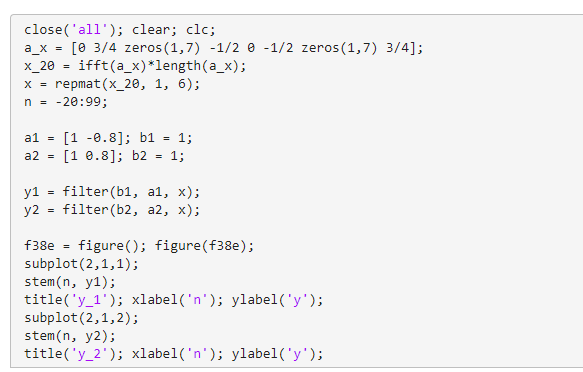 close('all'); clear; clc;
a_x = [0 3/4 zeros(1,7) -1/2 0 -1/2 zeros(1,7) 3/4];
x_20 = ifft(a_x)*length(a_x);
x = repmat(x_20, 1, 6);
n = -20:99;
a1 = [1 -0.8]; b1 = 1;
a2 = [1 0.8]; b2 = 1;
y1 = filter(b1, a1, x);
y2 = filter(b2, a2, x);
f38e = figure(); figure(f38e);
subplot(2,1,1);
stem(n, y1);
title('y_1'); xlabel('n'); ylabel('y');
subplot(2,1,2);
stem(n, y2);
title('y_2'); xlabel('n'); ylabel('y');